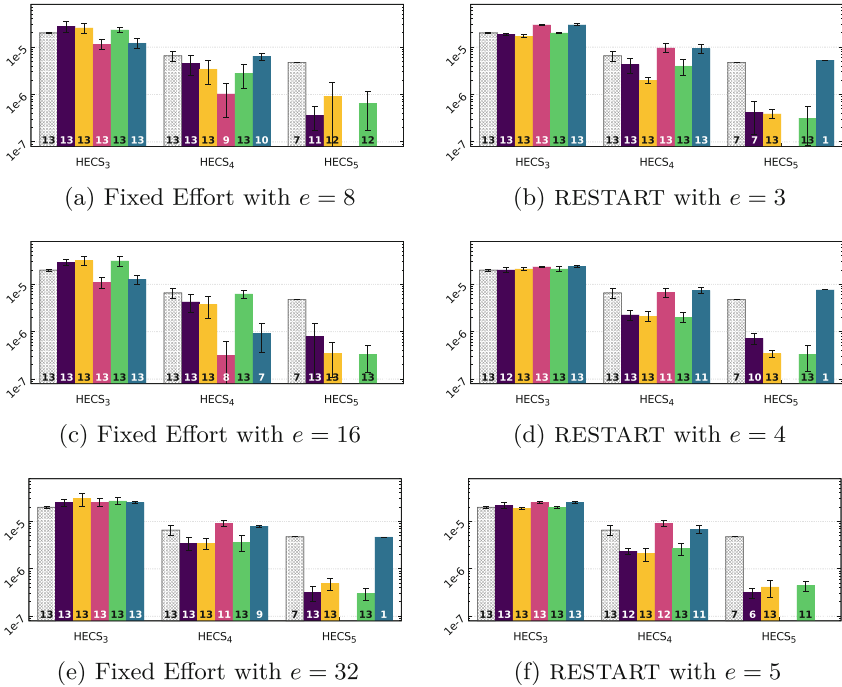 1e-5
1e-6
1e-7
13 13 13 13 13 13
13 13 13 9 13 10
7 11 12 12
HECS3 HECS4 HECS5
(a) Fixed Effort with e = 8
1e-5
1e-6
1e-7
13 13 13 13 13 13
13 13 13 13 13 13
7 7 13 13 1
HECS3 HECS4 HECS5
(b) RESTART with e = 3
1e-5
1e-6
1e-7
13 13 13 13 13 13
13 13 13 8 13 7
7 13 13 13
HECS3 HECS4 HECS5
(c) Fixed Effort with e = 16
1e-5
1e-6
1e-7
13 12 13 13 13 13
13 13 13 11 13 11
7 10 13 13 1
HECS3 HECS4 HECS5
(d) RESTART with e = 4
1e-5
1e-6
1e-7
13 13 13 13 13 13
13 13 13 11 13 9
7 13 13 13 1
HECS3 HECS4 HECS5
(e) Fixed Effort with e = 32
1e-5
1e-6
1e-7
13 13 13 13 13 13
13 12 13 12 13 11
7 6 13 11
HECS3 HECS4 HECS5
(f) RESTART with e = 5